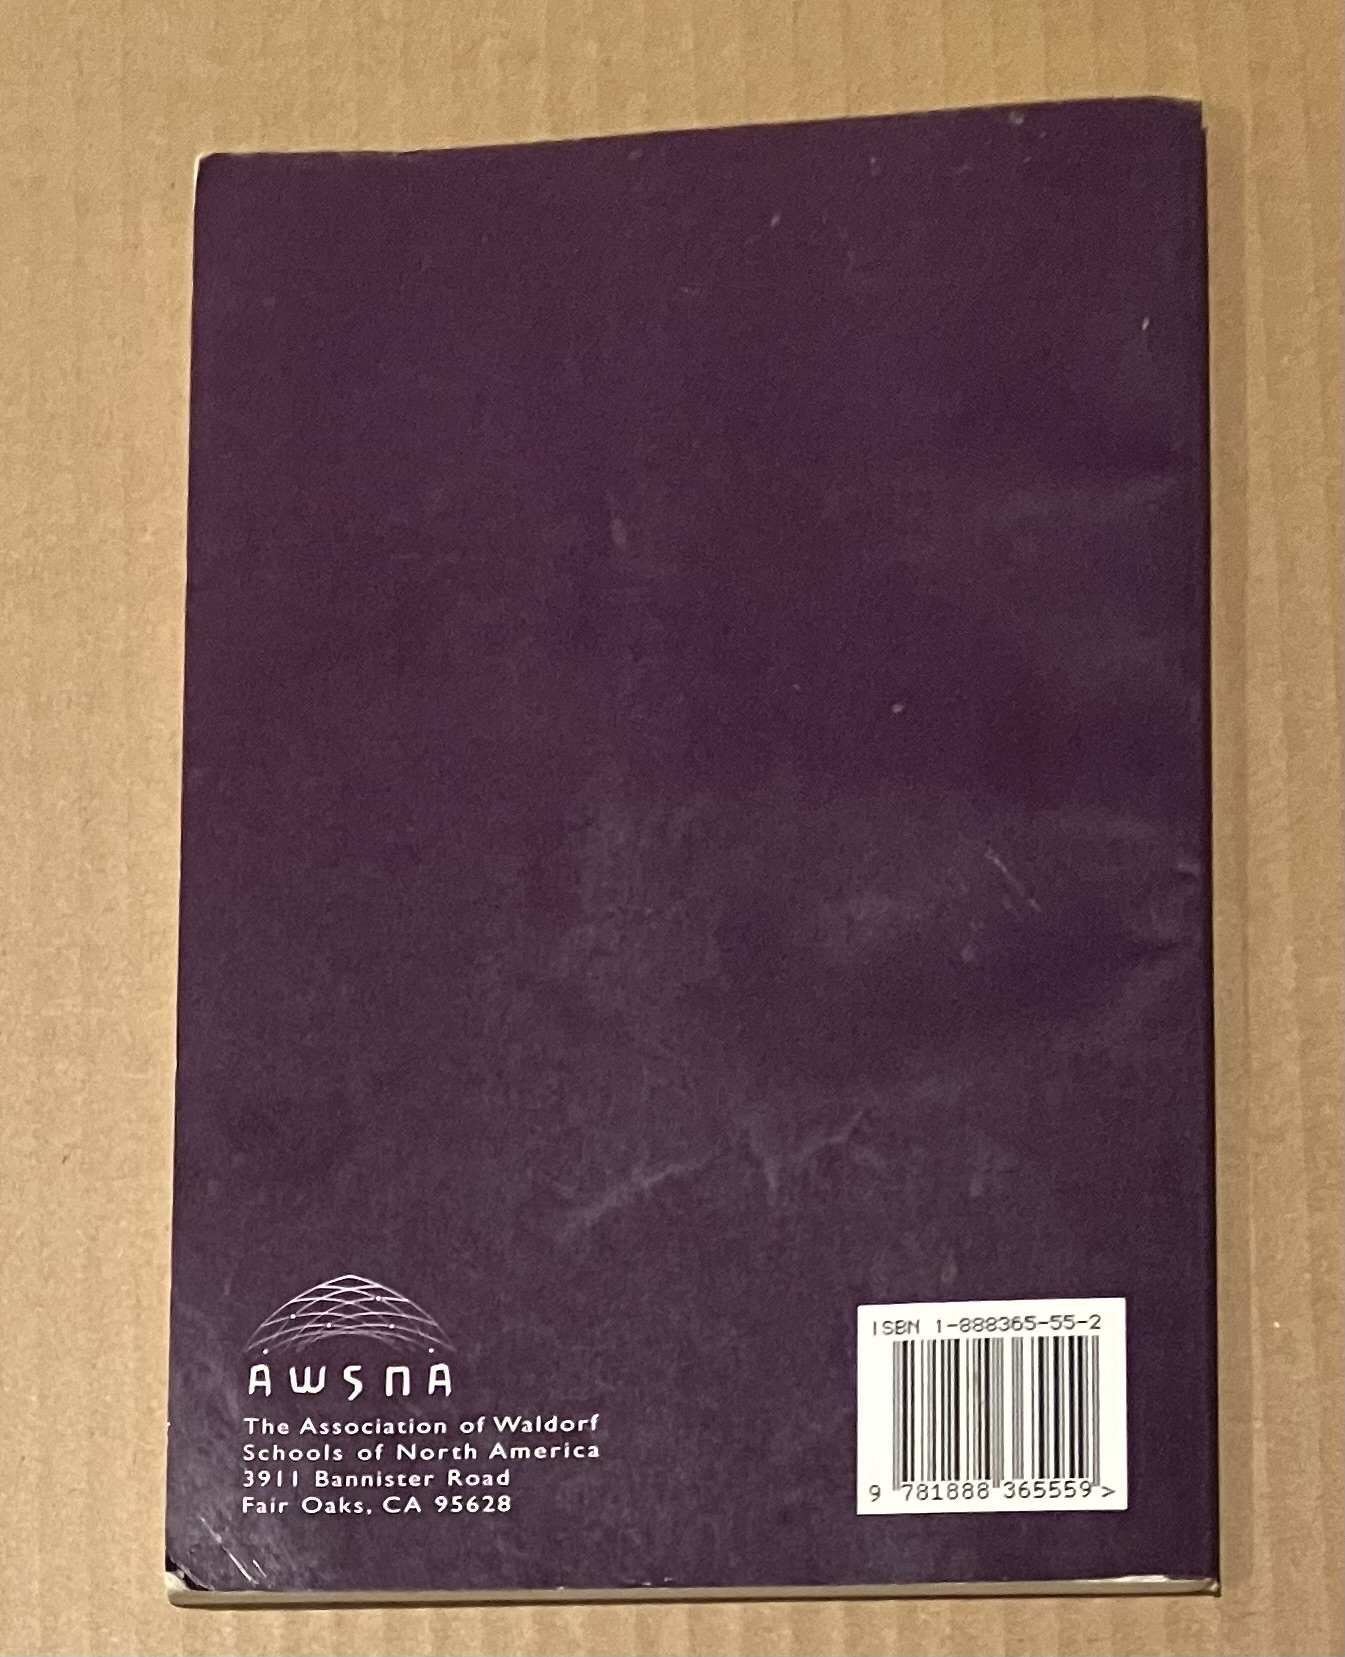 AWSNA
The Association of Waldorf
Schools of North America
3911 Bannister Road
Fair Oaks, CA 95628
ISBN 1-888365-55-2
9 781888 365559 >